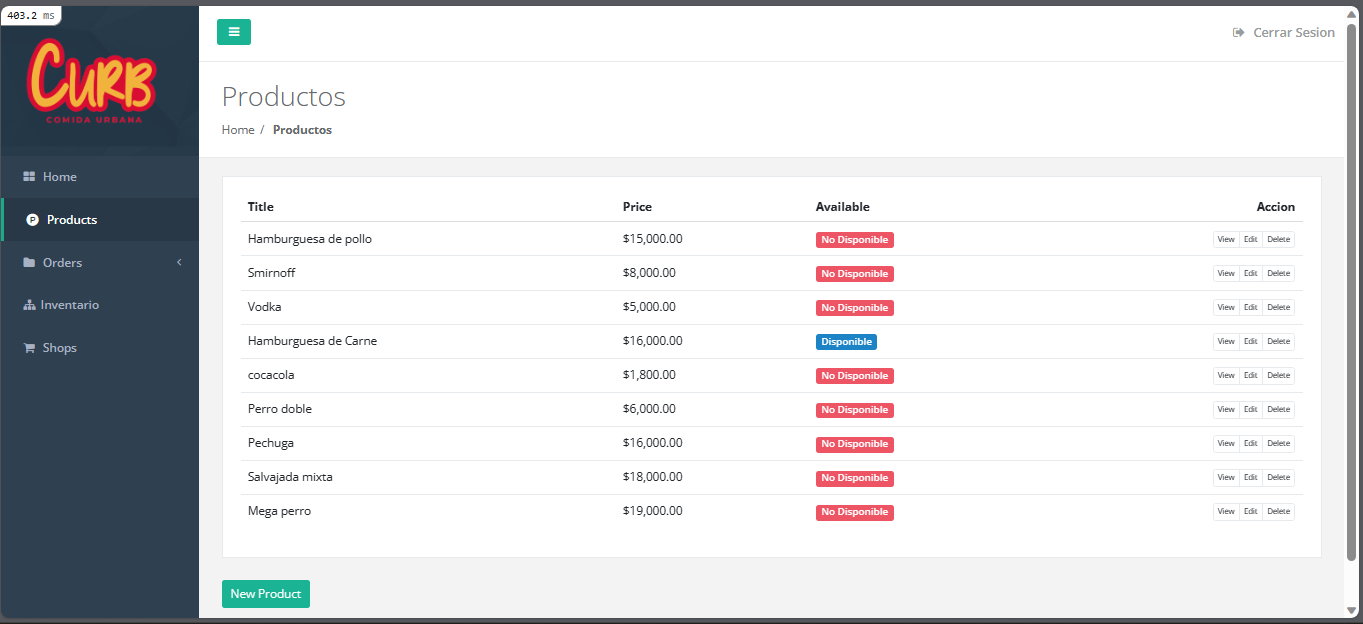 403.2 ms
CURB
COMIDA URBANA
Home
Products
Orders
Inventario
Shops
Cerrar Sesion
Productos
Home / Productos
Title Price Available Accion
Hamburguesa de pollo $15,000.00 No Disponible View Edit Delete
Smirnoff $8,000.00 No Disponible View Edit Delete
Vodka $5,000.00 No Disponible View Edit Delete
Hamburguesa de Carne $16,000.00 Disponible View Edit Delete
cocacola $1,800.00 No Disponible View Edit Delete
Perro doble $6,000.00 No Disponible View Edit Delete
Pechuga $16,000.00 No Disponible View Edit Delete
Salvajada mixta $18,000.00 No Disponible View Edit Delete
Mega perro $19,000.00 No Disponible View Edit Delete
New Product